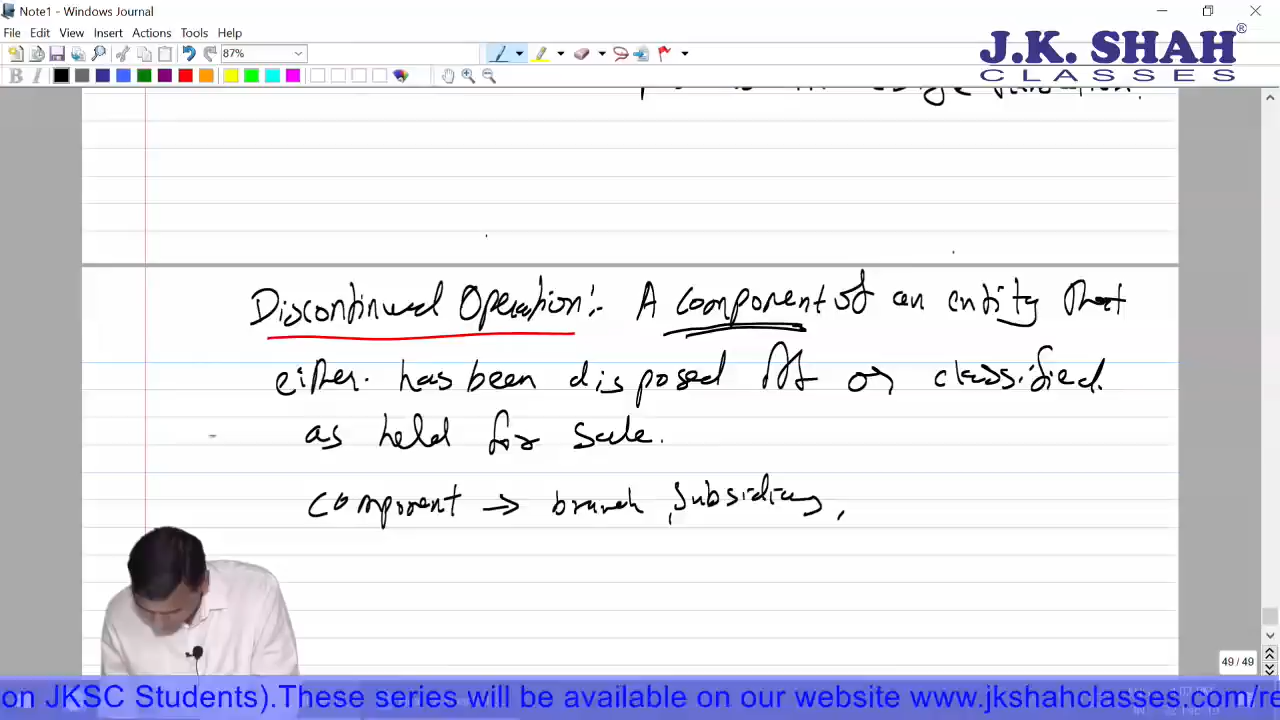 Note1 - Windows Journal
File Edit View Insert Actions Tools Help
87%
J.K. SHAH®
CLASSES
Discontinued Operation:- A component of an entity that
either has been disposed off or classified
as held for sale.
component → branch, subsidiary,
49 / 49
on JKSC Students).These series will be available on our website www.jkshahclasses.com/re